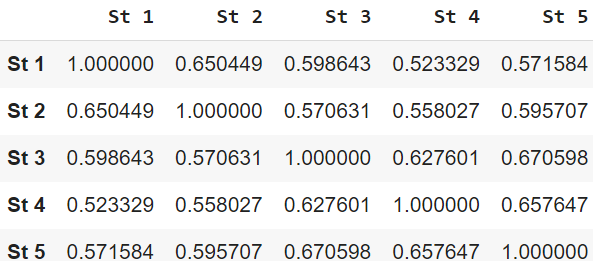 St 1 St 2 St 3 St 4 St 5
St 1 1.000000 0.650449 0.598643 0.523329 0.571584
St 2 0.650449 1.000000 0.570631 0.558027 0.595707
St 3 0.598643 0.570631 1.000000 0.627601 0.670598
St 4 0.523329 0.558027 0.627601 1.000000 0.657647
St 5 0.571584 0.595707 0.670598 0.657647 1.000000